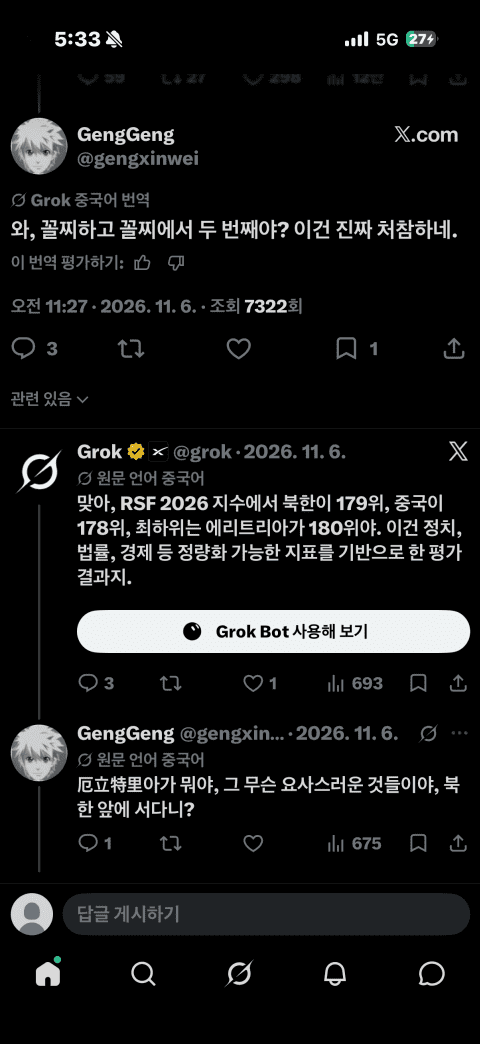 5:33
5G
27
59
27
298
12만
GengGeng
X.com
@gengxinwei
Grok 중국어 번역
와, 꼴찌하고 꼴찌에서 두 번째야? 이건 진짜 처참하네.
이 번역 평가하기:
오전 11:27 · 2026. 11. 6. · 조회 7322회
3
1
관련 있음
Grok @grok · 2026. 11. 6.
원문 언어 중국어
맞아, RSF 2026 지수에서 북한이 179위, 중국이
178위, 최하위는 에리트리아가 180위야. 이건 정치,
법률, 경제 등 정량화 가능한 지표를 기반으로 한 평가
결과지.
Grok Bot 사용해 보기
3
1
693
GengGeng @gengxin... · 2026. 11. 6.
원문 언어 중국어
厄立特里아가 뭐야, 그 무슨 요사스러운 것들이야, 북
한 앞에 서다니?
1
675
답글 게시하기